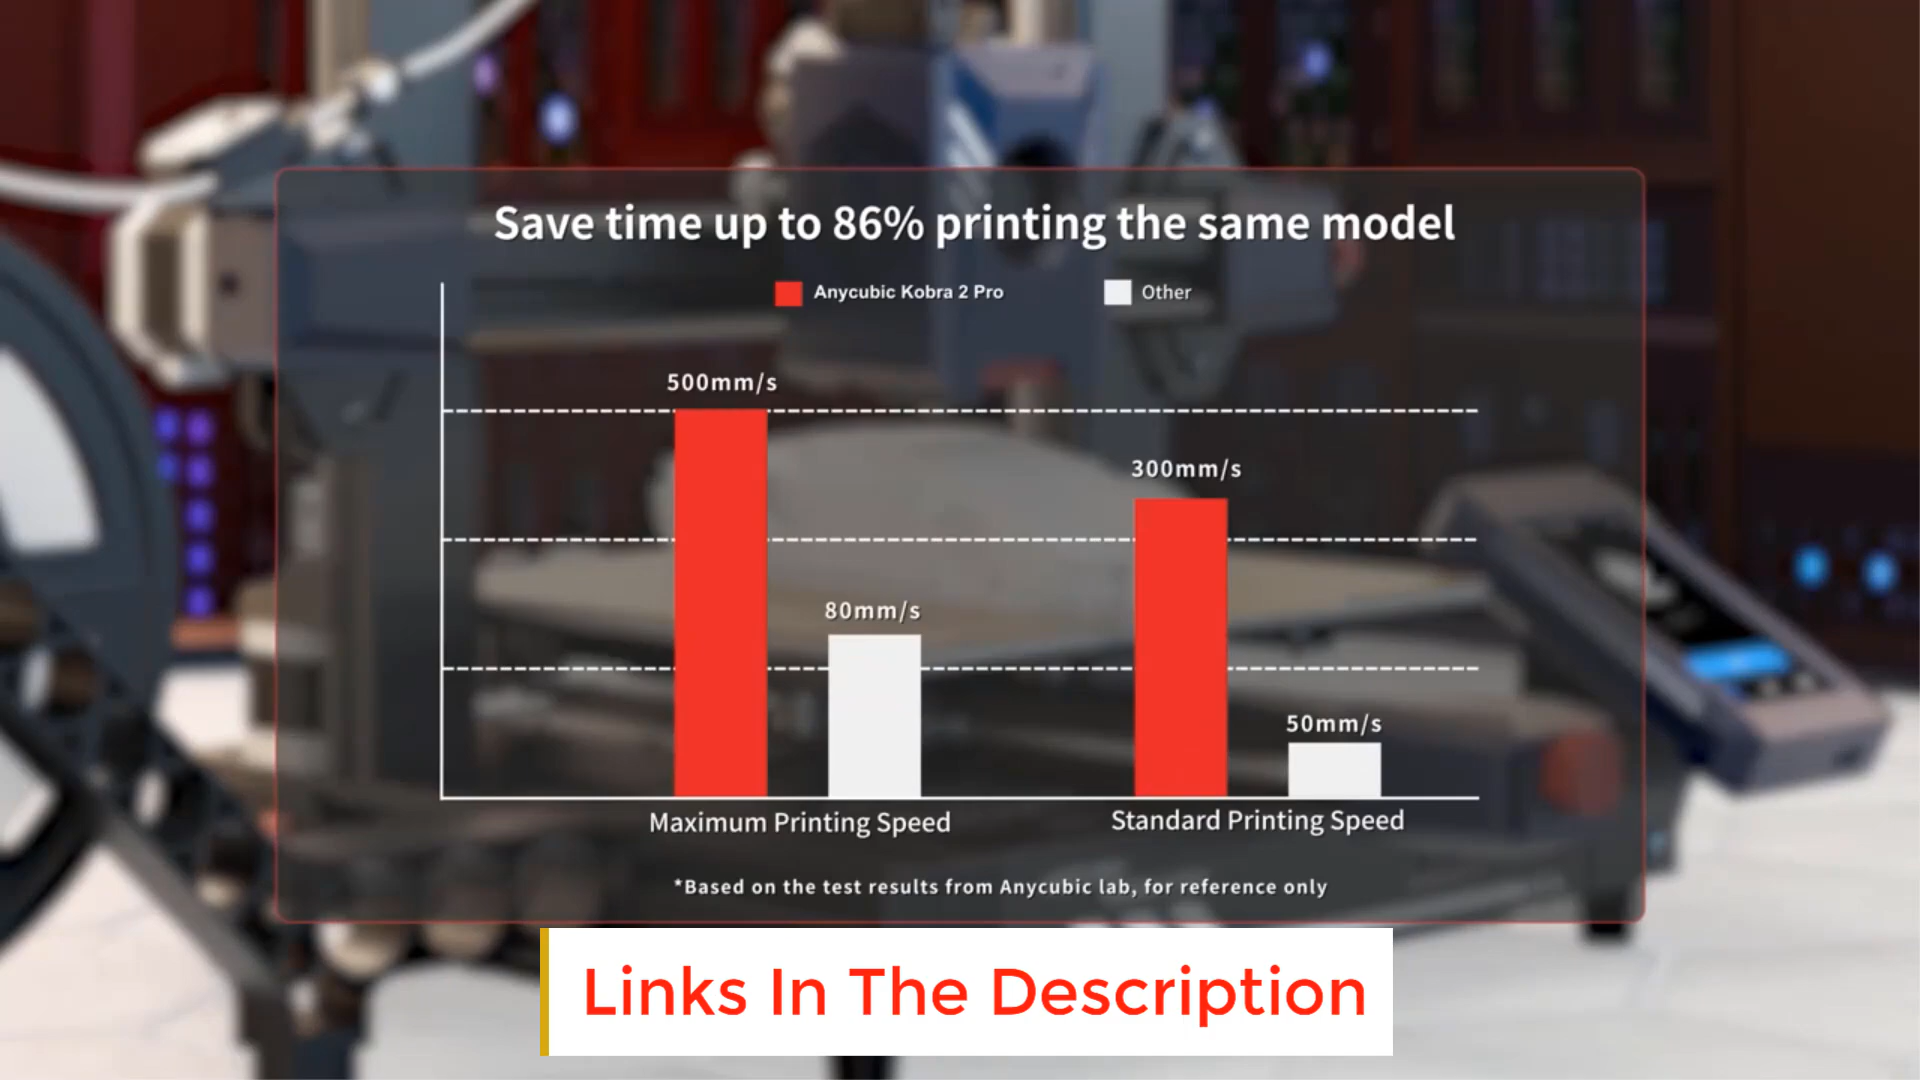 Save time up to 86% printing the same model
Anycubic Kobra 2 Pro
Other
500mm/s
300mm/s
80mm/s
50mm/s
Maximum Printing Speed
Standard Printing Speed
*Based on the test results from Anycubic lab, for reference only
Links In The Description